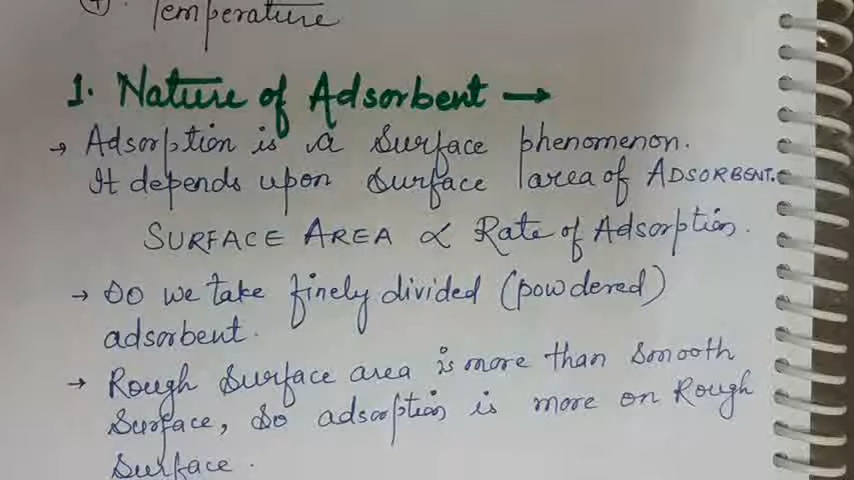 4. Temperature
1. Nature of Adsorbent →
→ Adsorption is a Surface phenomenon.
It depends upon Surface area of ADSORBENT.
SURFACE AREA ∝ Rate of Adsorption.
→ So we take finely divided (powdered)
adsorbent.
→ Rough Surface area is more than Smooth
Surface, So adsorption is more on Rough
Surface.